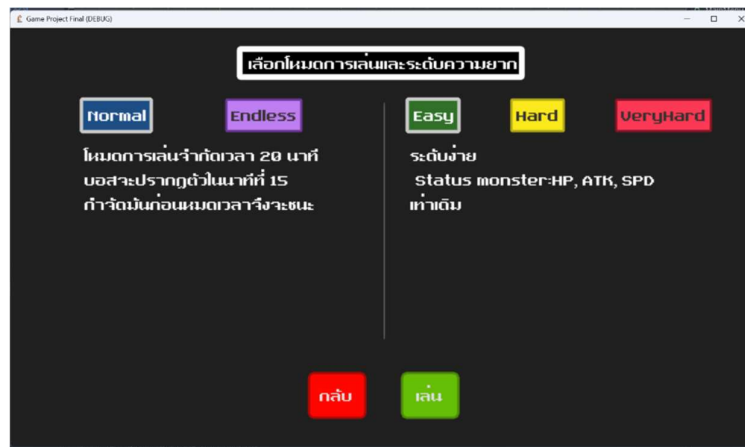 Game Project Final (DEBUG)
เลือกโหมดการเล่นและระดับความยาก
Normal Endless
โหมดการเล่นจำกัดเวลา 20 นาที
บอสจะปรากฏตัวในนาทีที่ 15
กำจัดมันก่อนหมดเวลาจึงจะชนะ
Easy Hard VeryHard
ระดับง่าย
Status monster:HP, ATK, SPD
เท่าเดิม
กลับ เล่น